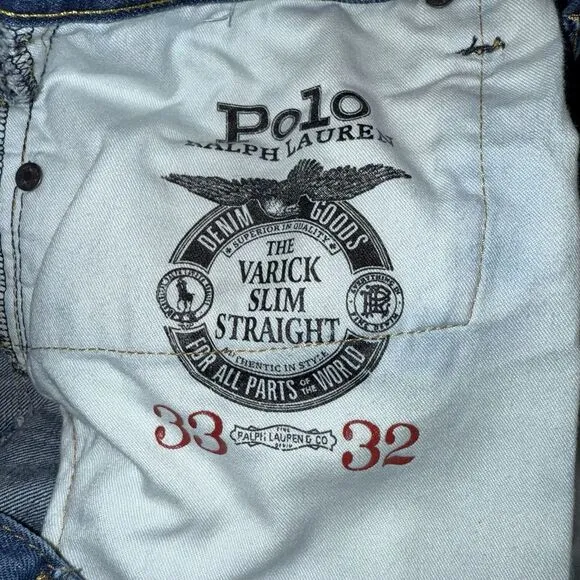 Polo
RALPH LAUREN
DENIM GOODS
SUPERIOR IN QUALITY
THE
VARICK
SLIM
STRAIGHT
AUTHENTIC IN STYLE
FOR ALL PARTS OF THE WORLD
33
RALPH LAUREN & CO
32